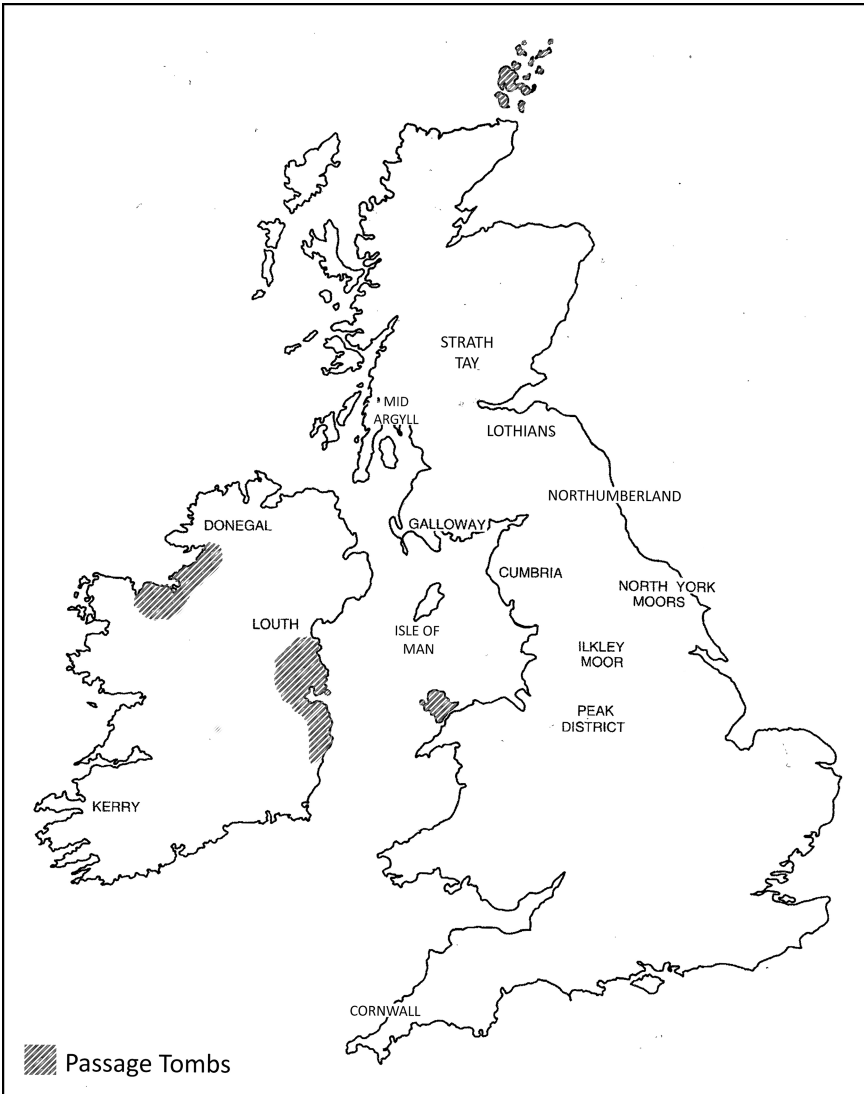 STRATH
TAY
MID
ARGYLL
LOTHIANS
NORTHUMBERLAND
DONEGAL
GALLOWAY
CUMBRIA
NORTH YORK
MOORS
LOUTH
ISLE OF
MAN
ILKLEY
MOOR
PEAK
DISTRICT
KERRY
CORNWALL
Passage Tombs